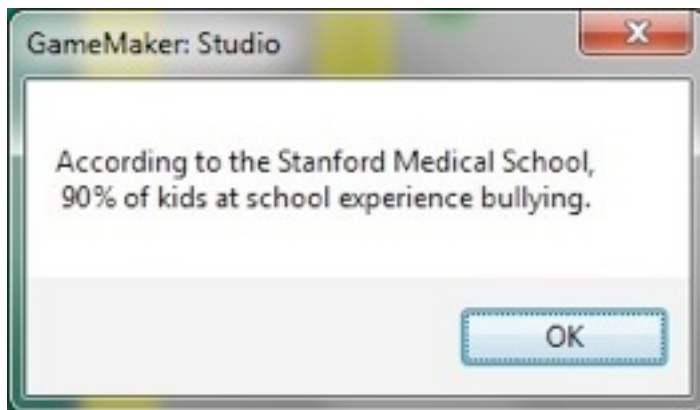 GameMaker: Studio
According to the Stanford Medical School,
90% of kids at school experience bullying.
OK